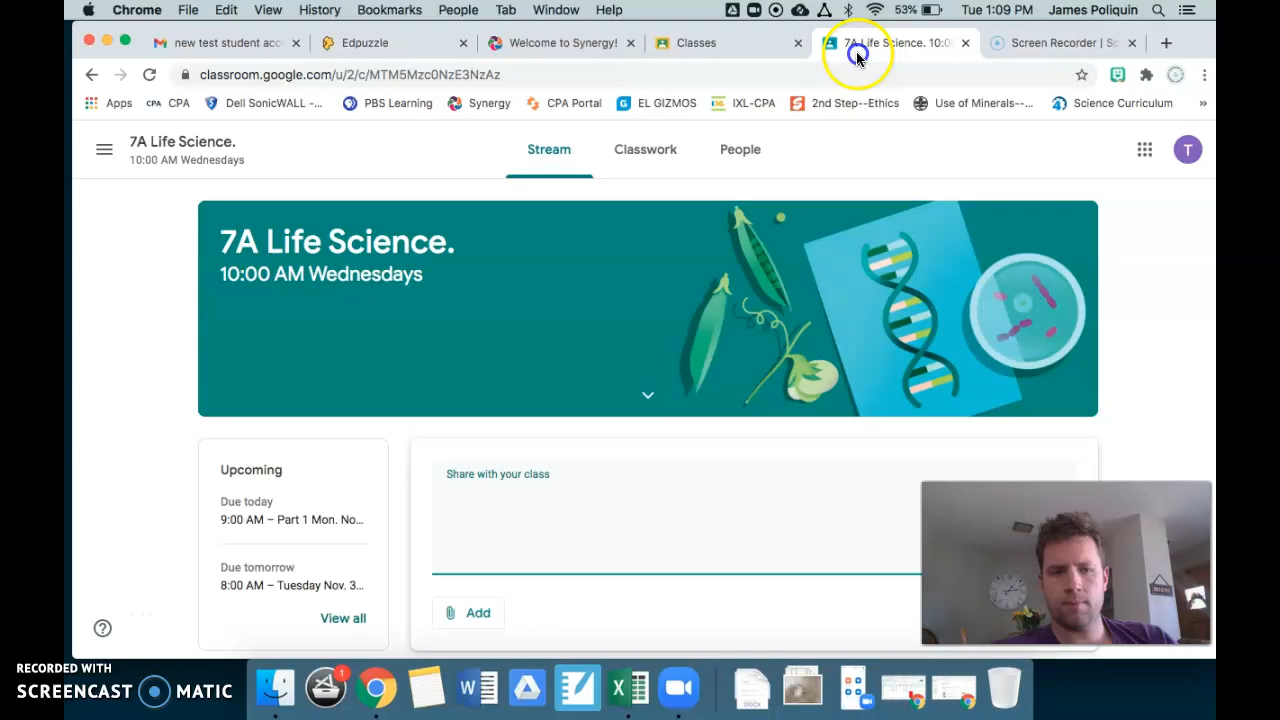 Chrome File Edit View History Bookmarks People Tab Window Help 53% Tue 1:09 PM James Poliquin
new test student acc Edpuzzle Welcome to Synergy! Classes 7A Life Science. 10:0 Screen Recorder | Sc
classroom.google.com/u/2/c/MTM5Mzc0NzE3NzAz
Apps CPA CPA Dell SonicWALL -... PBS Learning Synergy CPA Portal EL GIZMOS IXL-CPA 2nd Step--Ethics Use of Minerals--... Science Curriculum »
7A Life Science.
10:00 AM Wednesdays
Stream Classwork People
T
7A Life Science.
10:00 AM Wednesdays
Upcoming
Due today
9:00 AM – Part 1 Mon. No...
Due tomorrow
8:00 AM – Tuesday Nov. 3...
View all
Share with your class
Add
RECORDED WITH
SCREENCAST MATIC
1
W
DOCX